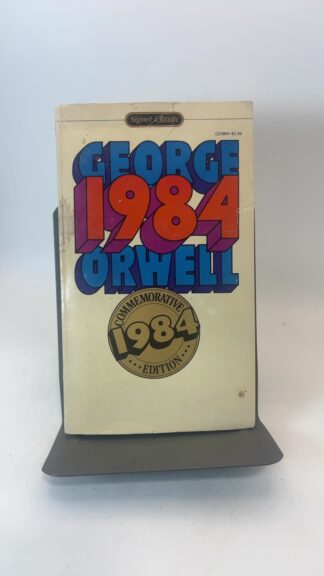 Signet Classic
GEORGE
1984
ORWELL
COMMEMORATIVE
1984
EDITION